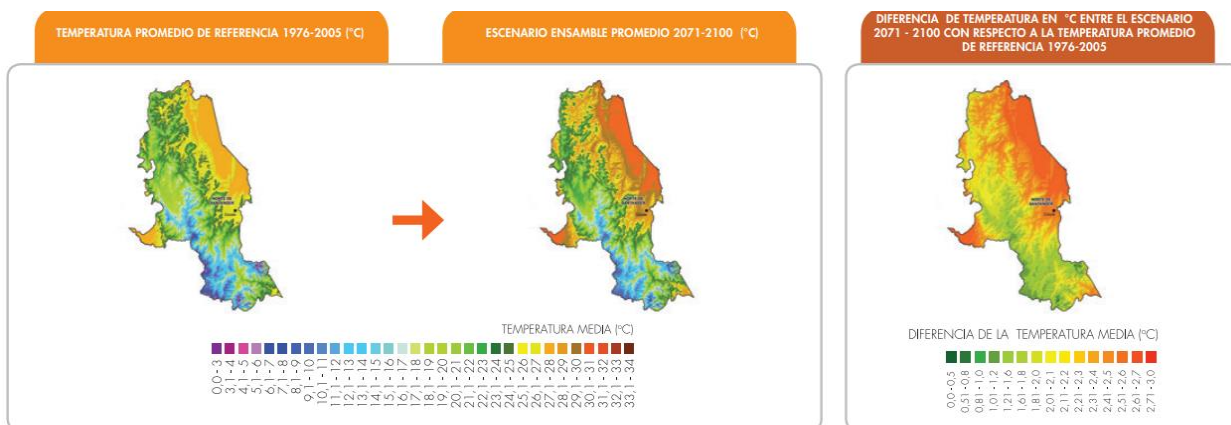 TEMPERATURA PROMEDIO DE REFERENCIA 1976-2005 (°C)
ESCENARIO ENSAMBLE PROMEDIO 2071-2100 (°C)
DIFERENCIA DE TEMPERATURA EN °C ENTRE EL ESCENARIO
2071 - 2100 CON RESPECTO A LA TEMPERATURA PROMEDIO
DE REFERENCIA 1976-2005
NORTE DE
SANTANDER
NORTE DE
SANTANDER
NORTE DE
SANTANDER
TEMPERATURA MEDIA (°C)
0,0 - 3
3,1 - 4
4,1 - 5
5,1 - 6
6,1 - 7
7,1 - 8
8,1 - 9
9,1 - 10
10,1 - 11
11,1 - 12
12,1 - 13
13,1 - 14
14,1 - 15
15,1 - 16
16,1 - 17
17,1 - 18
18,1 - 19
19,1 - 20
20,1 - 21
21,1 - 22
22,1 - 23
23,1 - 24
24,1 - 25
25,1 - 26
26,1 - 27
27,1 - 28
28,1 - 29
29,1 - 30
30,1 - 31
31,1 - 32
32,1 - 33
33,1 - 34
DIFERENCIA DE LA TEMPERATURA MEDIA (°C)
0,0 - 0,5
0,51 - 0,8
0,81 - 1,0
1,01 - 1,2
1,21 - 1,6
1,61 - 1,8
1,81 - 2,0
2,01 - 2,1
2,11 - 2,2
2,21 - 2,3
2,31 - 2,4
2,41 - 2,5
2,51 - 2,6
2,61 - 2,7
2,71 - 3,0